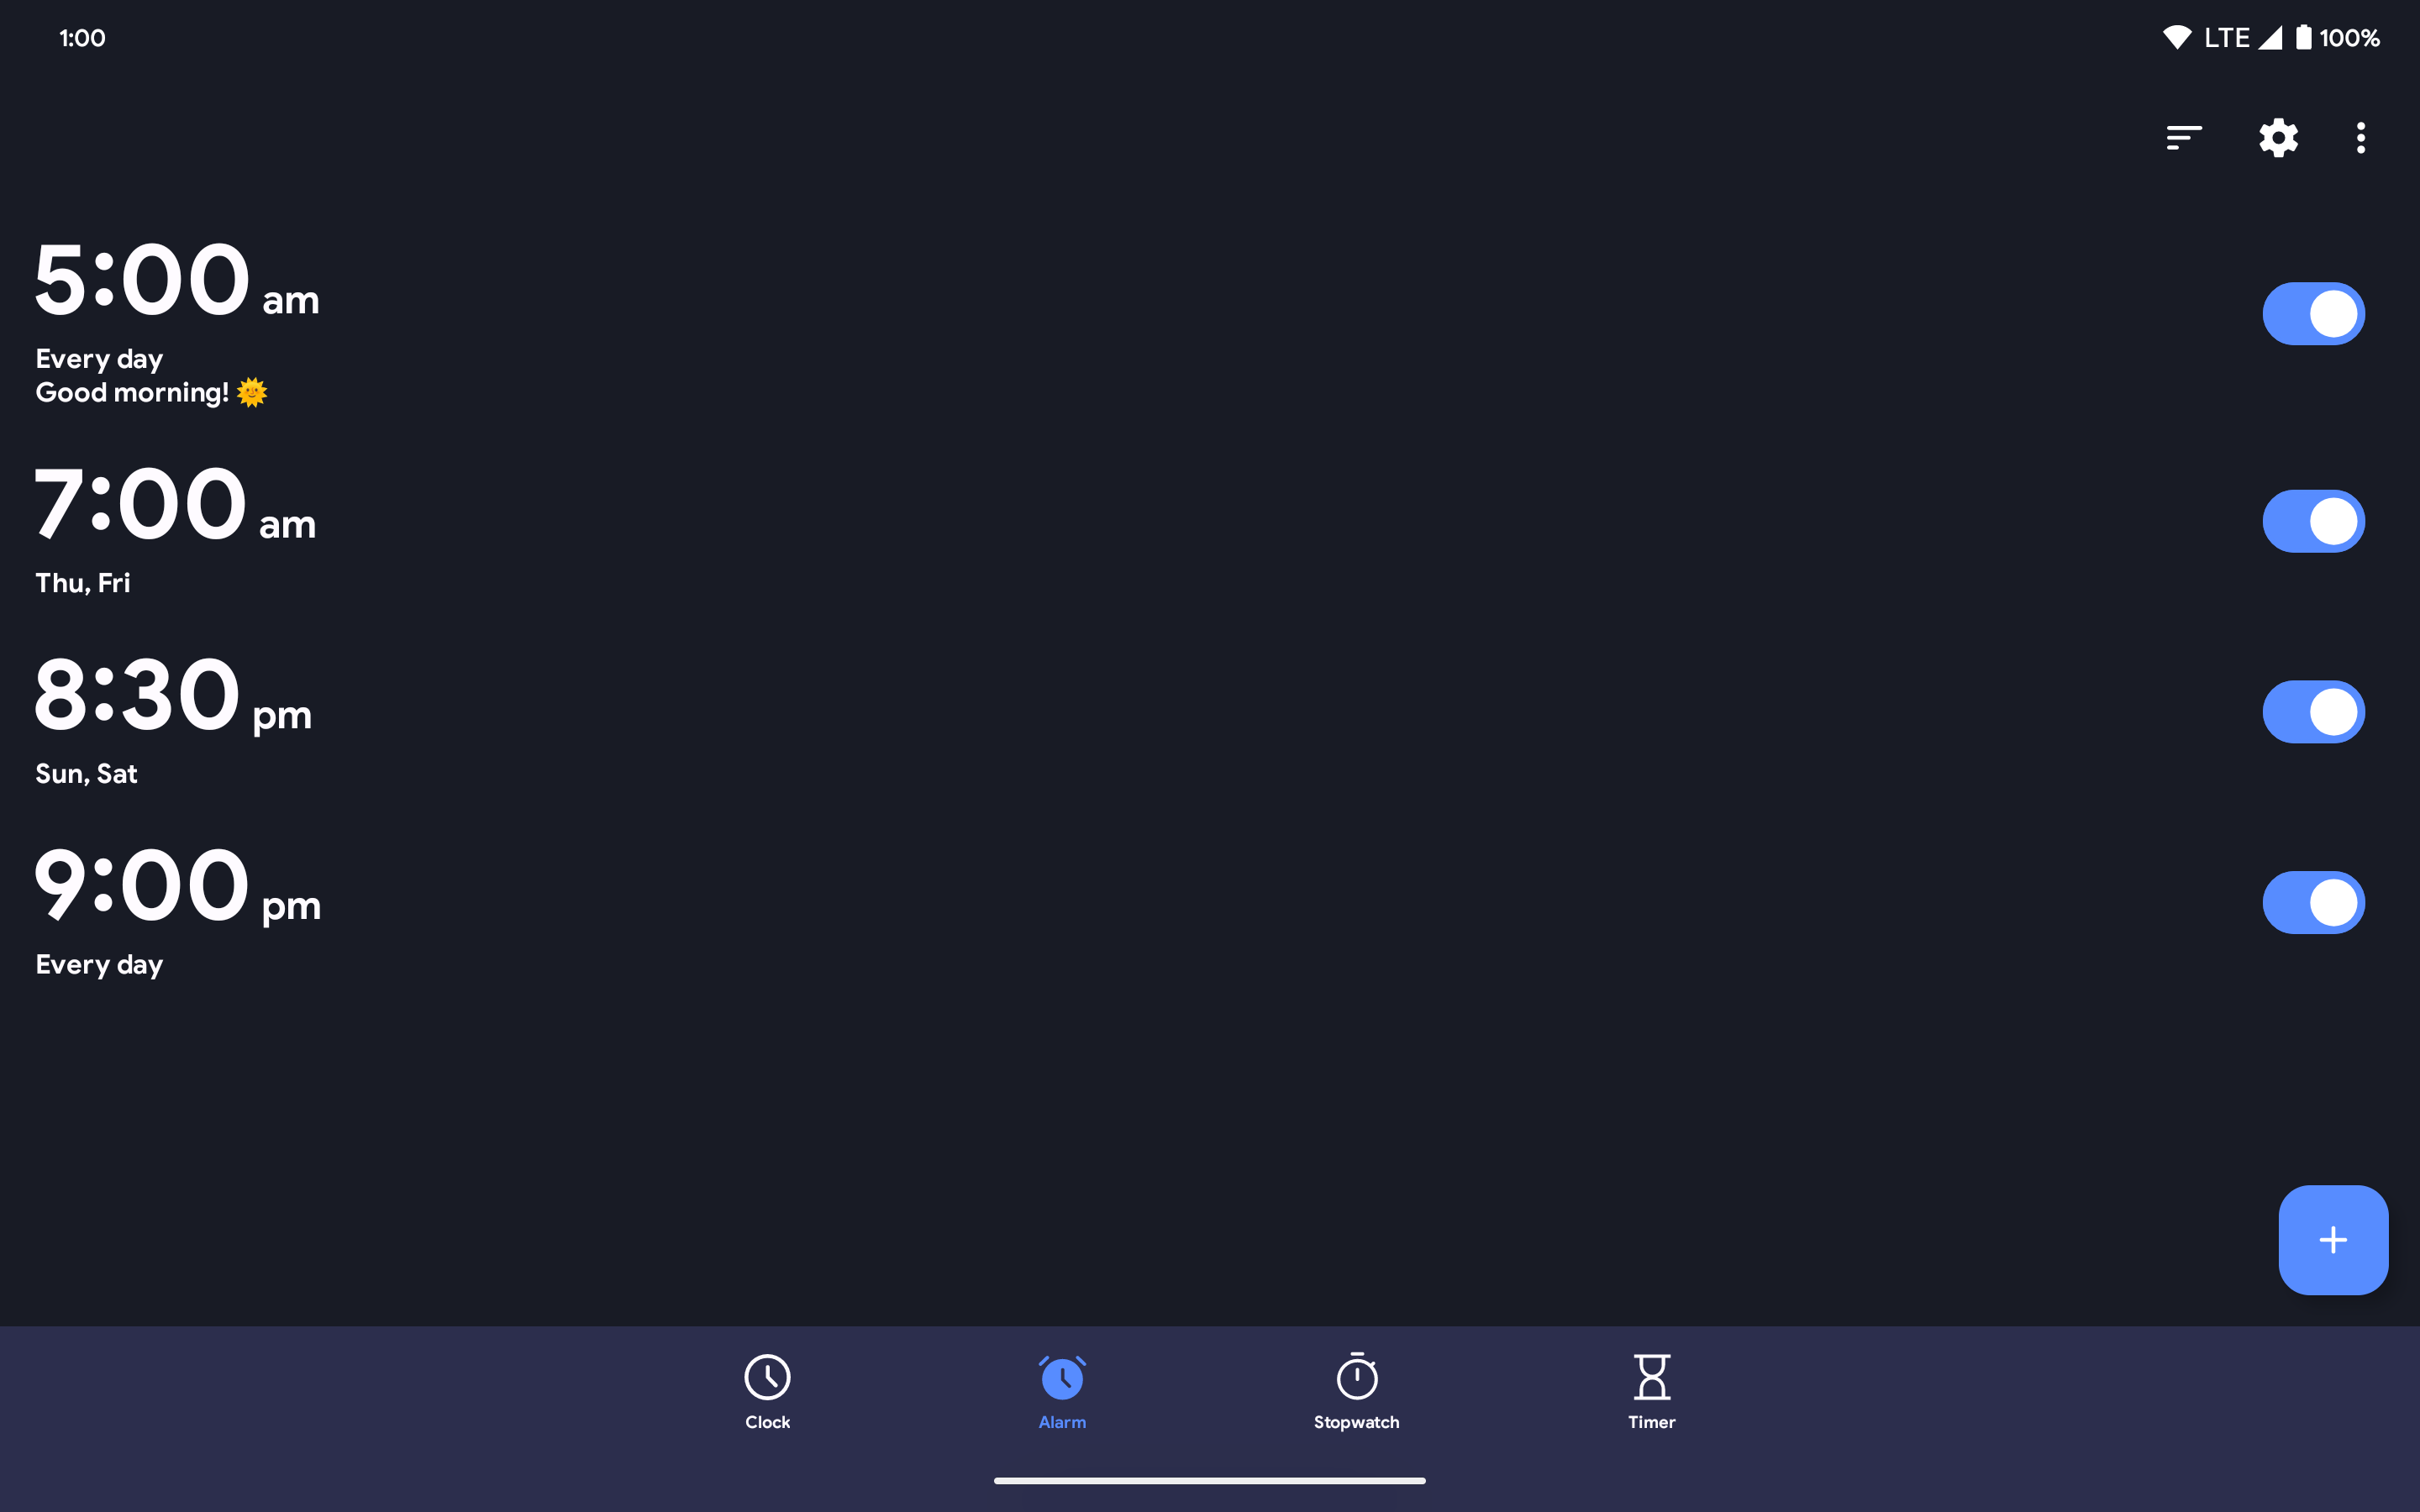 1:00
LTE 100%
5:00 am
Every day
Good morning! 🌞
7:00 am
Thu, Fri
8:30 pm
Sun, Sat
9:00 pm
Every day
Clock
Alarm
Stopwatch
Timer